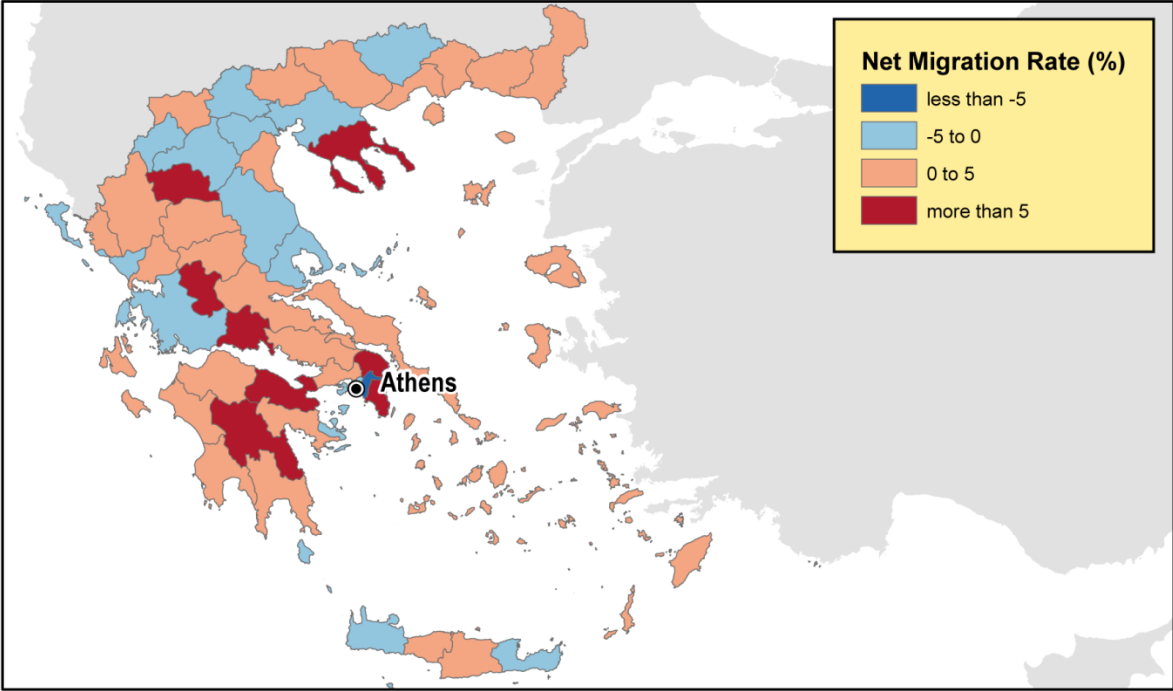 Net Migration Rate (%)
less than -5
-5 to 0
0 to 5
more than 5
Athens